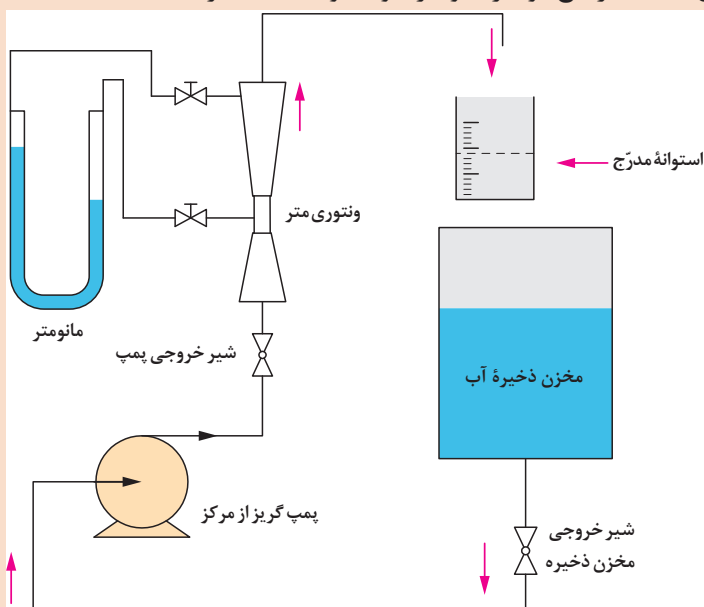 استوانهٔ مدرّج
ونتوری متر
مانومتر
شیر خروجی پمپ
مخزن ذخیرهٔ آب
پمپ گریز از مرکز
شیر خروجی
مخزن ذخیره